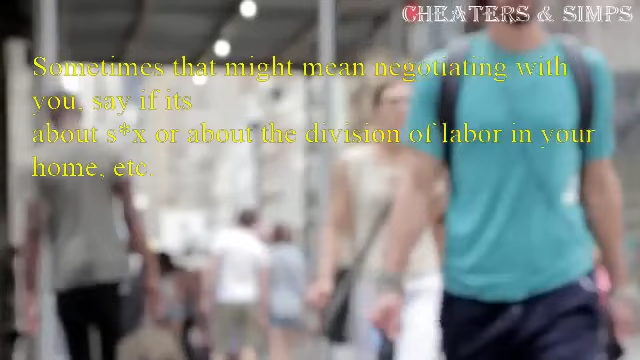 CHEATERS & SIMPS
Sometimes that might mean negotiating with
you, say if its
about s*x or about the division of labor in your
home, etc.